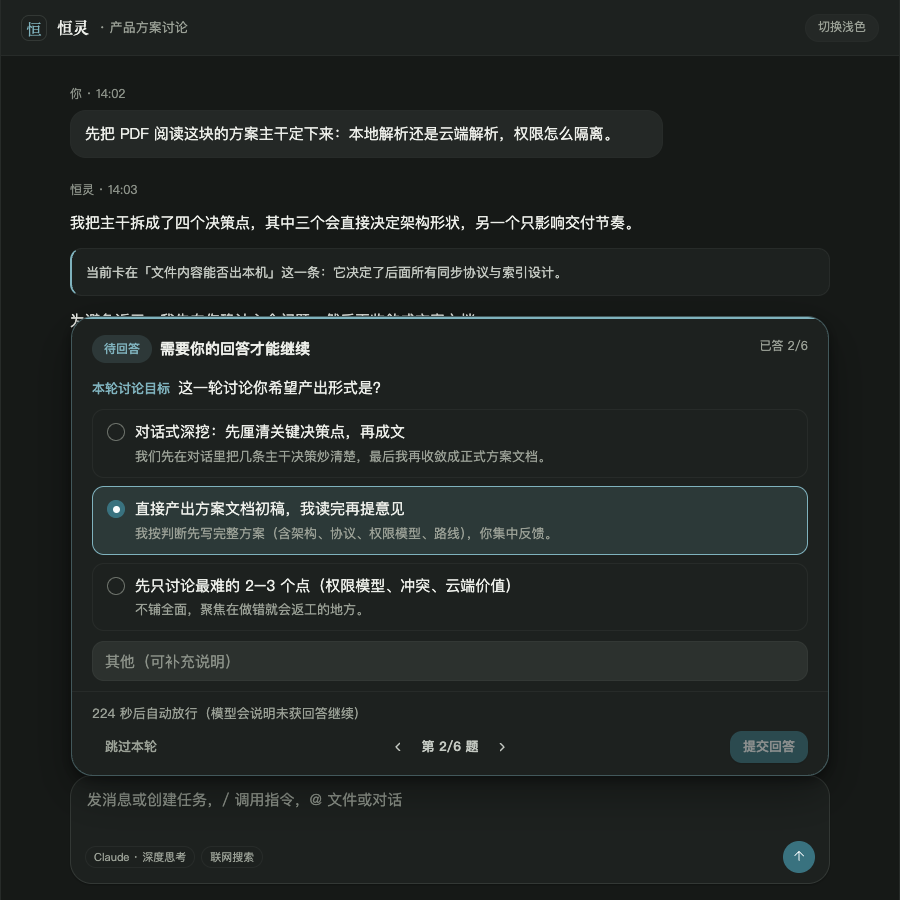 恒 恒灵 · 产品方案讨论 切换浅色
你 · 14:02
先把 PDF 阅读这块的方案主干定下来：本地解析还是云端解析，权限怎么隔离。
恒灵 · 14:03
我把主干拆成了四个决策点，其中三个会直接决定架构形状，另一个只影响交付节奏。
当前卡在「文件内容能否出本机」这一条：它决定了后面所有同步协议与索引设计。
待回答 需要你的回答才能继续 已答 2/6
本轮讨论目标 这一轮讨论你希望产出形式是？
对话式深挖：先厘清关键决策点，再成文
我们先在对话里把几条主干决策炒清楚，最后我再收敛成正式方案文档。
直接产出方案文档初稿，我读完再提意见
我按判断先写完整方案（含架构、协议、权限模型、路线），你集中反馈。
先只讨论最难的 2–3 个点（权限模型、冲突、云端价值）
不铺全面，聚焦在做错就会返工的地方。
其他（可补充说明）
224 秒后自动放行（模型会说明未获回答继续）
跳过本轮 ‹ 第 2/6 题 › 提交回答
发消息或创建任务，/ 调用指令，@ 文件或对话
Claude · 深度思考 联网搜索